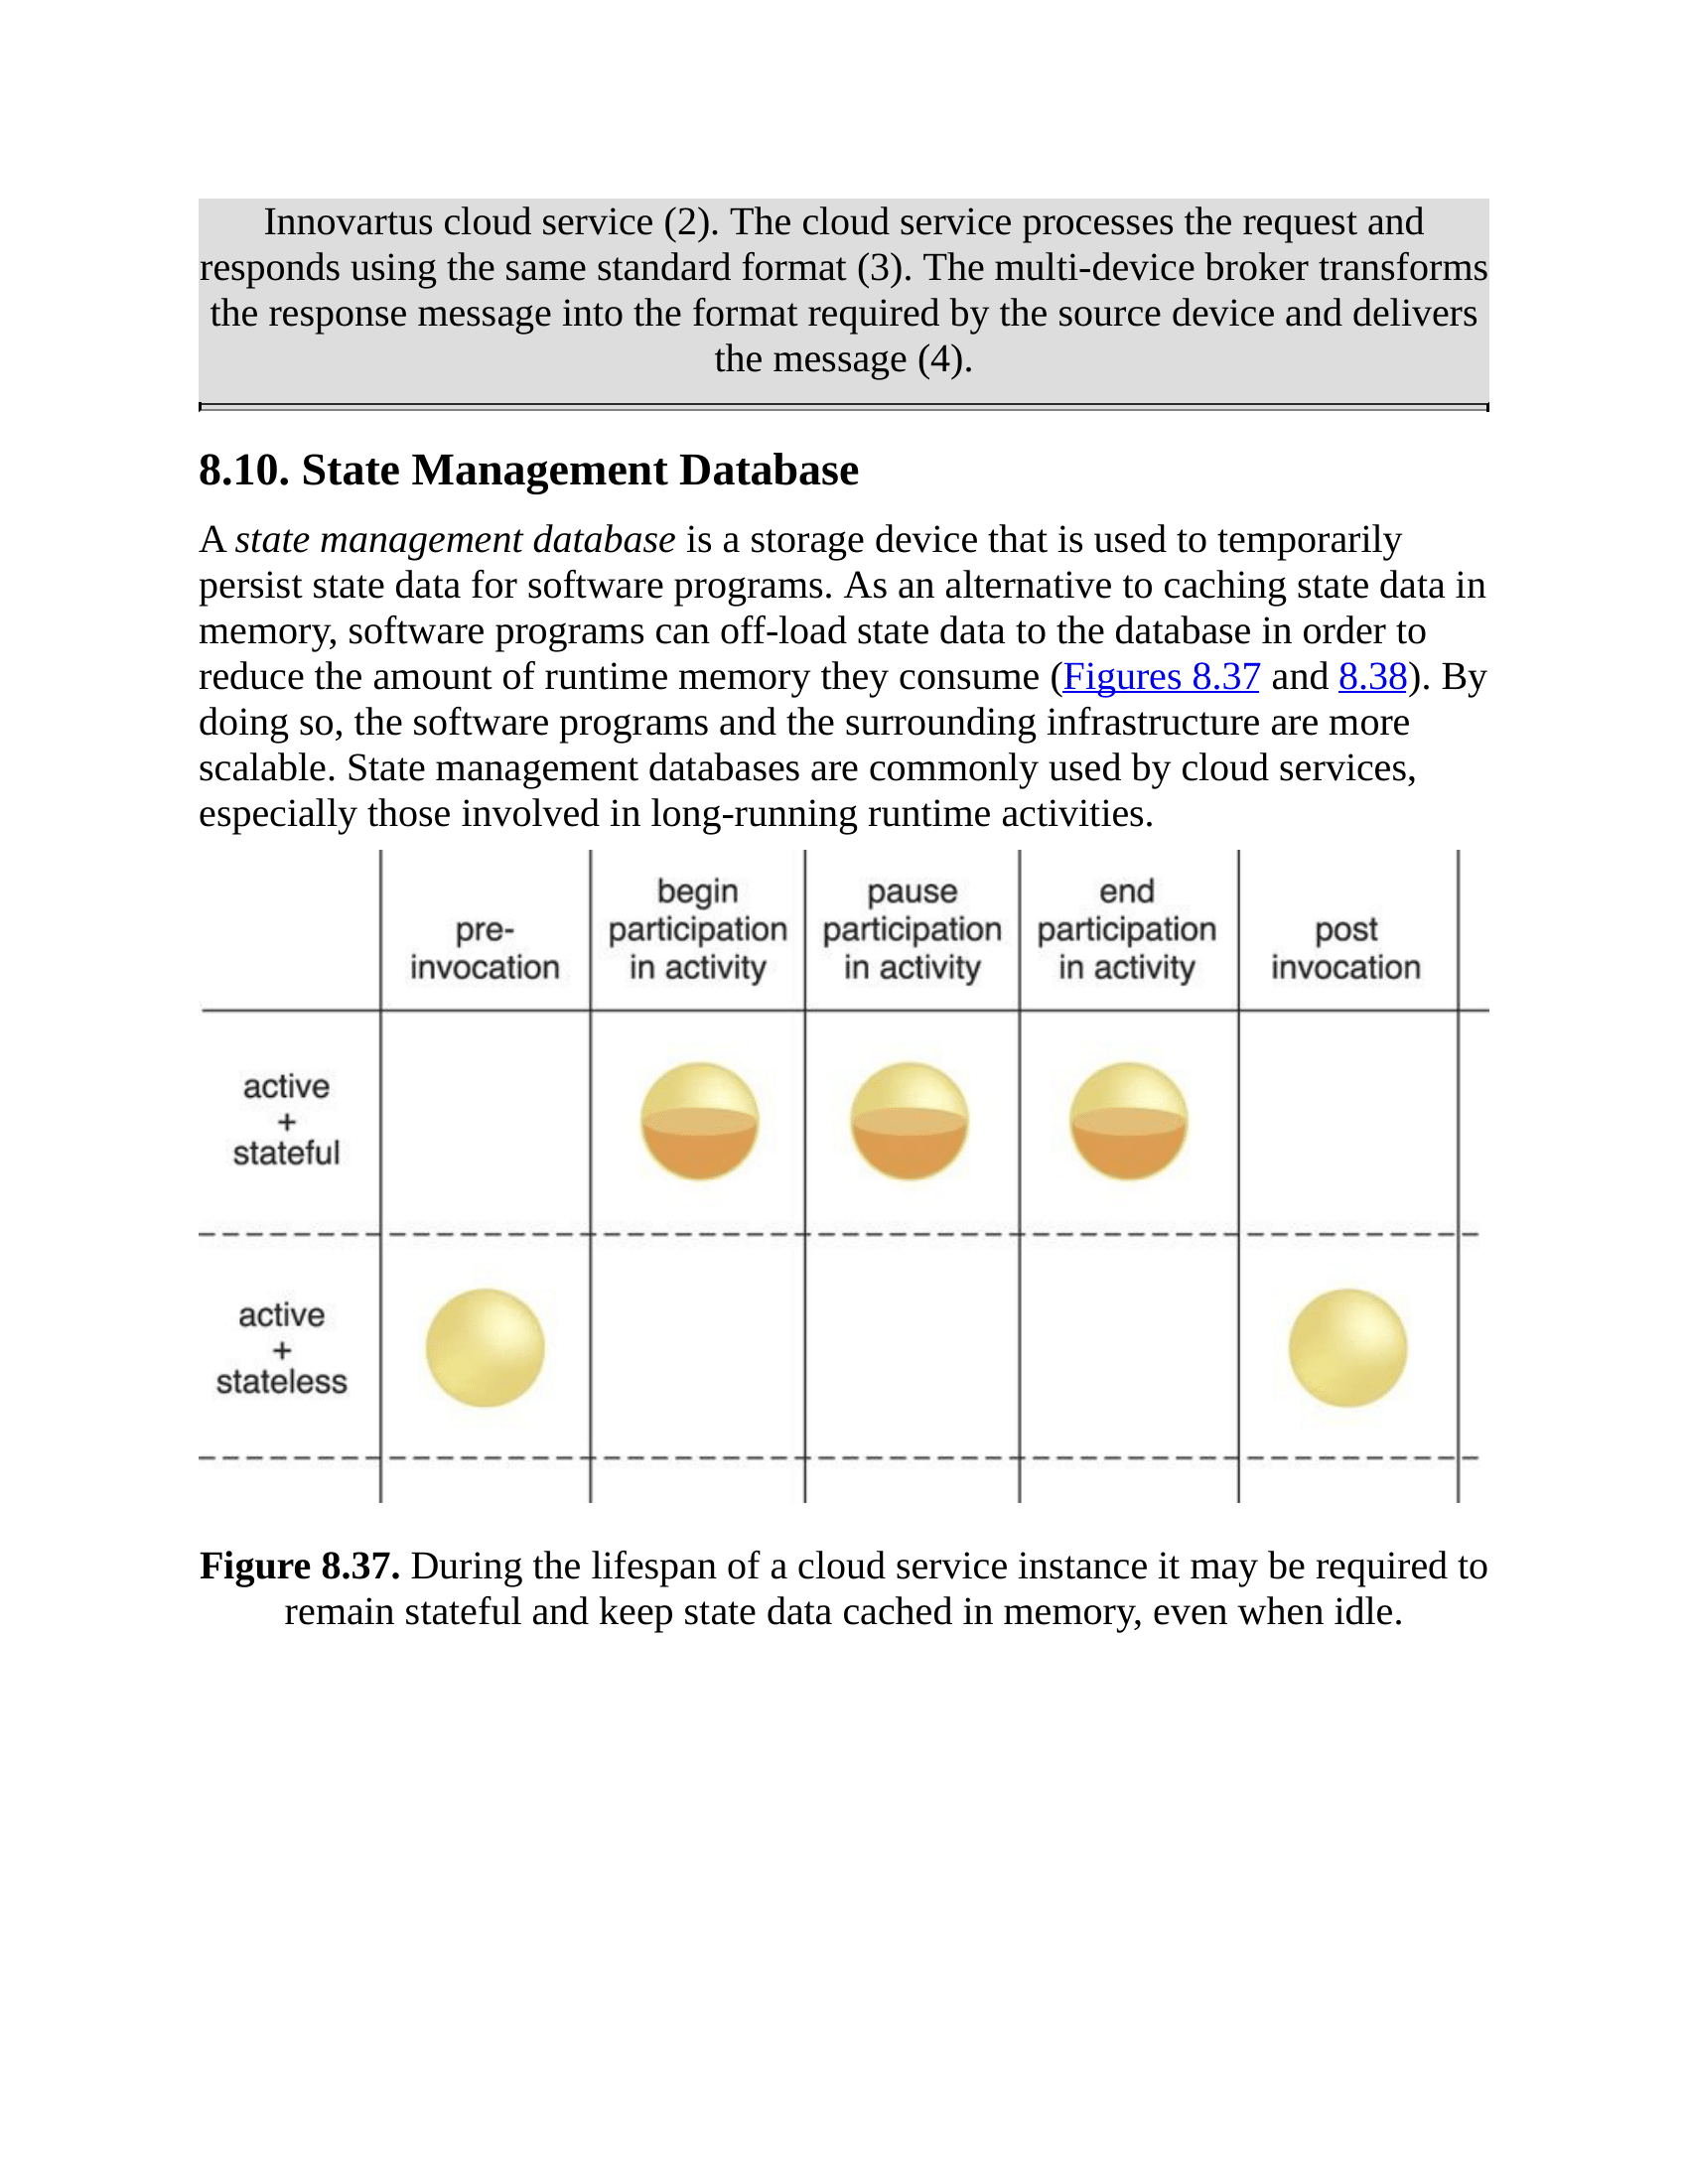 Innovartus cloud service (2). The cloud service processes the request and
responds using the same standard format (3). The multi-device broker transforms
the response message into the format required by the source device and delivers
the message (4).
8.10. State Management Database
A state management database is a storage device that is used to temporarily
persist state data for software programs. As an alternative to caching state data in
memory, software programs can off-load state data to the database in order to
reduce the amount of runtime memory they consume (Figures 8.37 and 8.38). By
doing so, the software programs and the surrounding infrastructure are more
scalable. State management databases are commonly used by cloud services,
especially those involved in long-running runtime activities.
pre-
invocation
begin
participation
in activity
pause
participation
in activity
end
participation
in activity
post
invocation
active
+
stateful
active
+
stateless
Figure 8.37. During the lifespan of a cloud service instance it may be required to
remain stateful and keep state data cached in memory, even when idle.